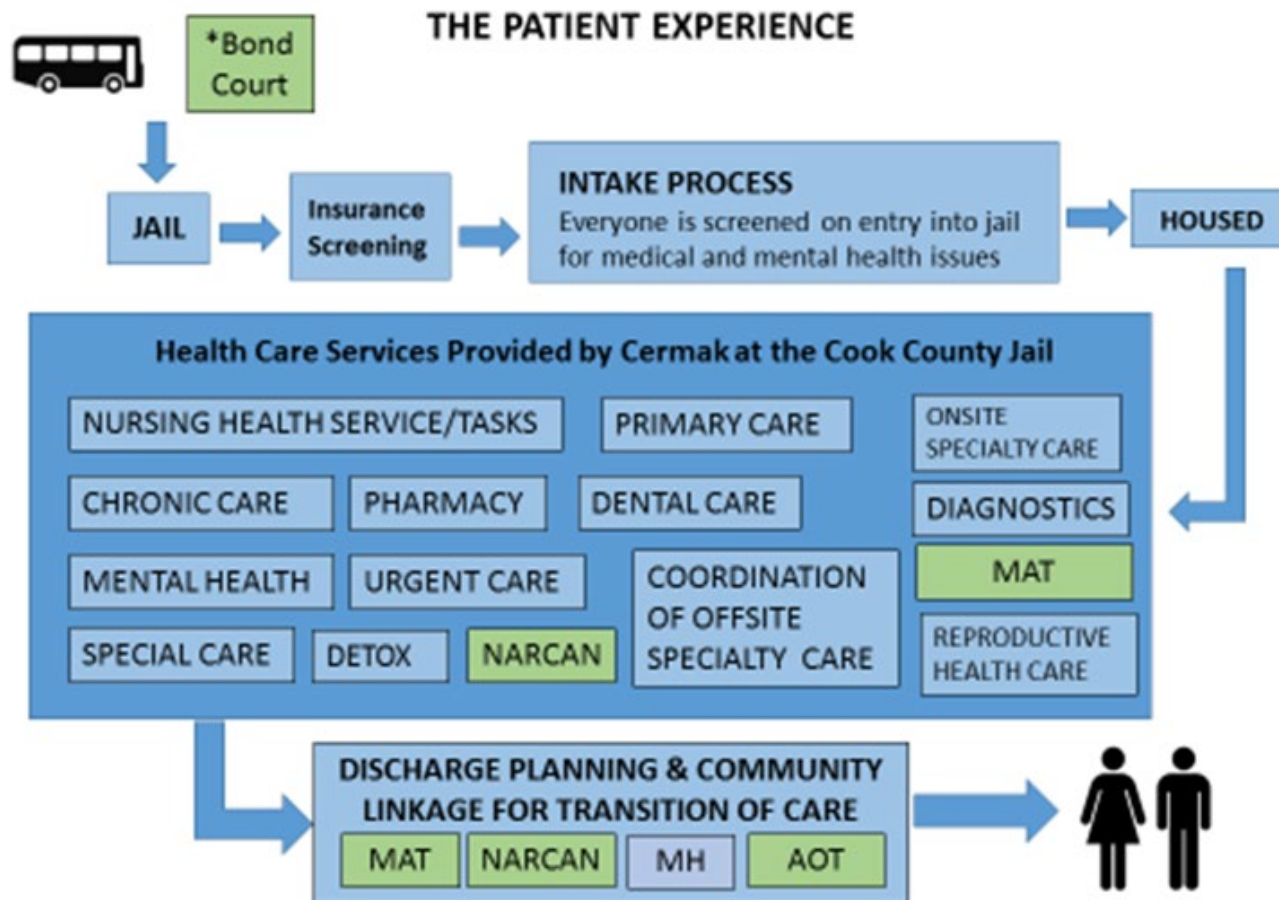 THE PATIENT EXPERIENCE
*Bond
Court
JAIL
Insurance
Screening
INTAKE PROCESS
Everyone is screened on entry into jail
for medical and mental health issues
HOUSED
Health Care Services Provided by Cermak at the Cook County Jail
NURSING HEALTH SERVICE/TASKS
PRIMARY CARE
ONSITE
SPECIALTY CARE
CHRONIC CARE
PHARMACY
DENTAL CARE
DIAGNOSTICS
MENTAL HEALTH
URGENT CARE
COORDINATION
OF OFFSITE
SPECIALTY CARE
MAT
SPECIAL CARE
DETOX
NARCAN
REPRODUCTIVE
HEALTH CARE
DISCHARGE PLANNING & COMMUNITY
LINKAGE FOR TRANSITION OF CARE
MAT
NARCAN
MH
AOT